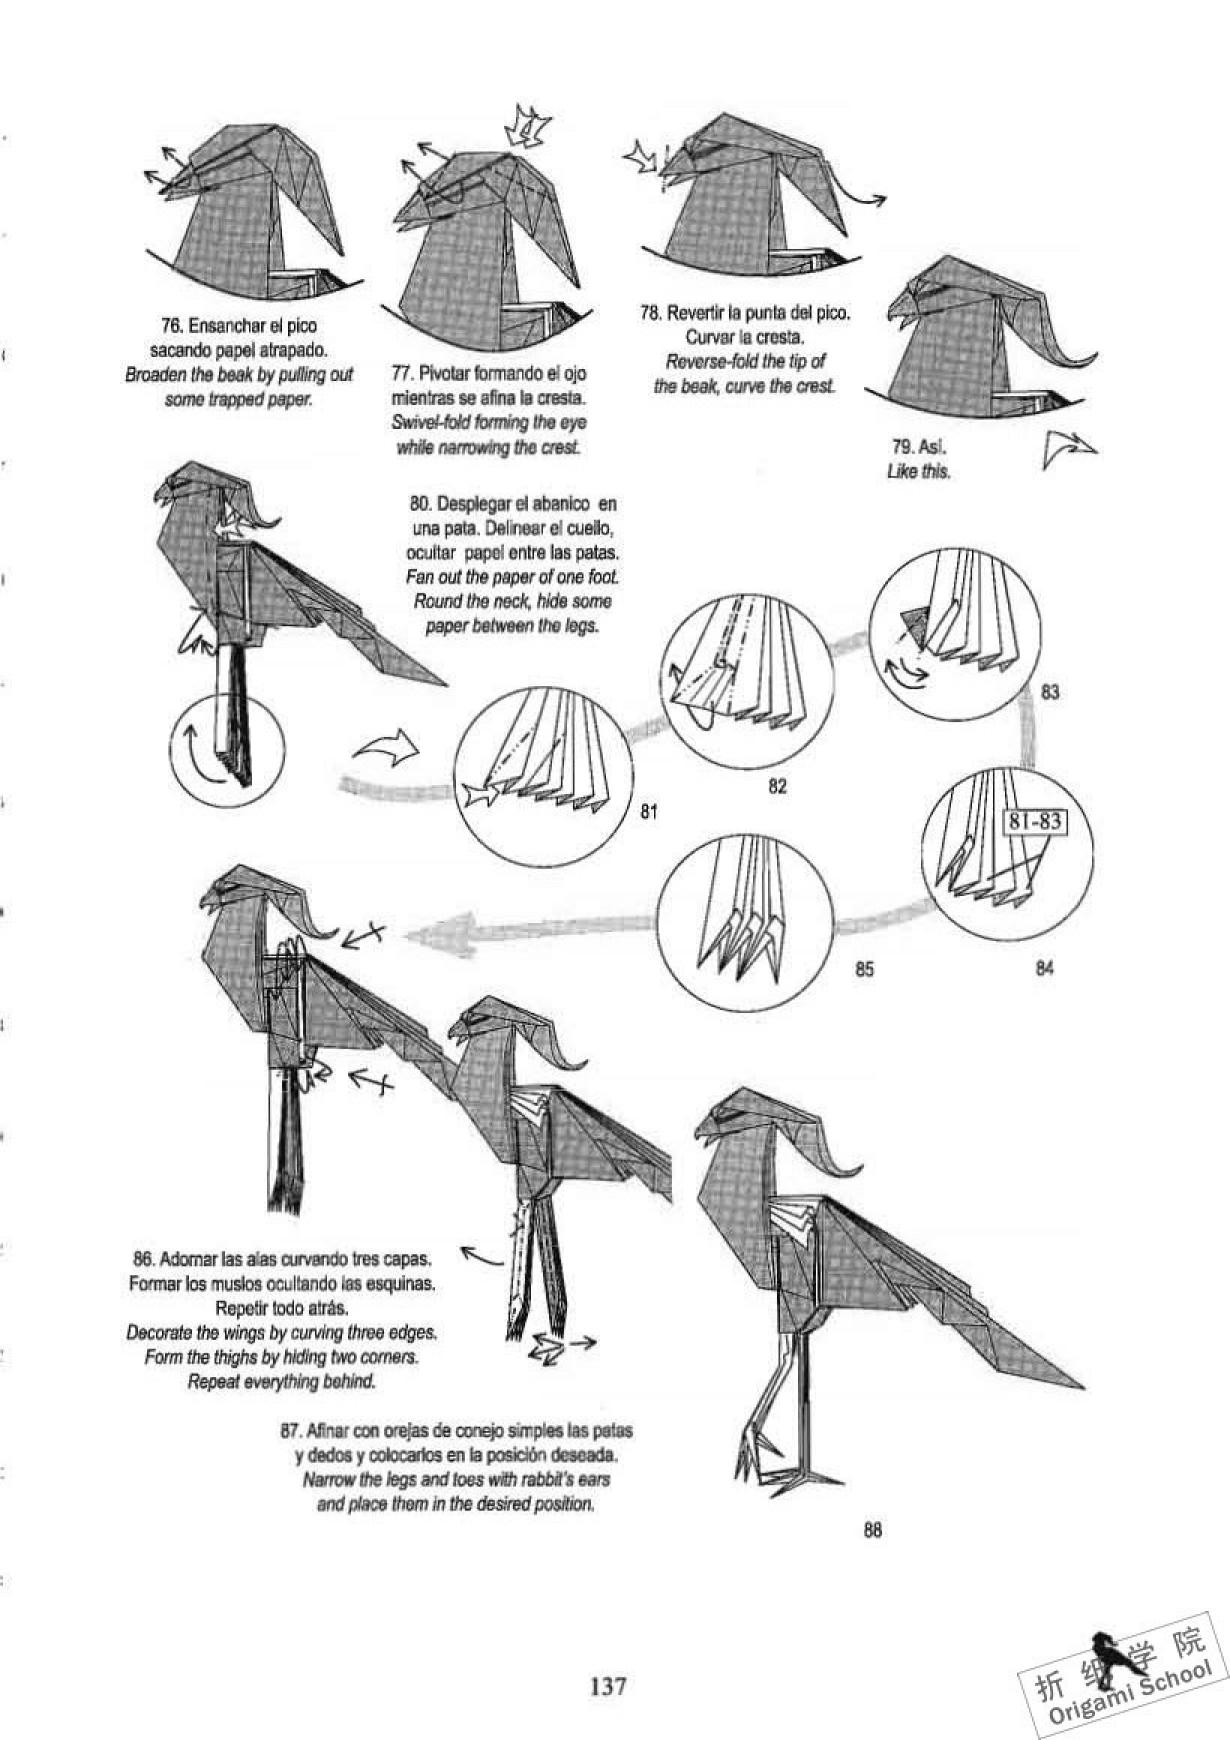 76. Ensanchar el pico
sacando papel atrapado.
Broaden the beak by pulling out
some trapped paper.
77. Pivotar formando el ojo
mientras se afina la cresta.
Swivel-fold forming the eye
while narrowing the crest.
78. Revertir la punta del pico.
Curvar la cresta.
Reverse-fold the tip of
the beak, curve the crest.
79. Así.
Like this.
80. Desplegar el abanico en
una pata. Delinear el cuello,
ocultar papel entre las patas.
Fan out the paper of one foot.
Round the neck, hide some
paper between the legs.
81
82
83
81-83
84
85
86. Adornar las alas curvando tres capas.
Formar los muslos ocultando las esquinas.
Repetir todo atrás.
Decorate the wings by curving three edges.
Form the thighs by hiding two corners.
Repeat everything behind.
87. Afinar con orejas de conejo simples las patas
y dedos y colocarlos en la posición deseada.
Narrow the legs and toes with rabbit's ears
and place them in the desired position.
88
137
折 纸 学 院
Origami School